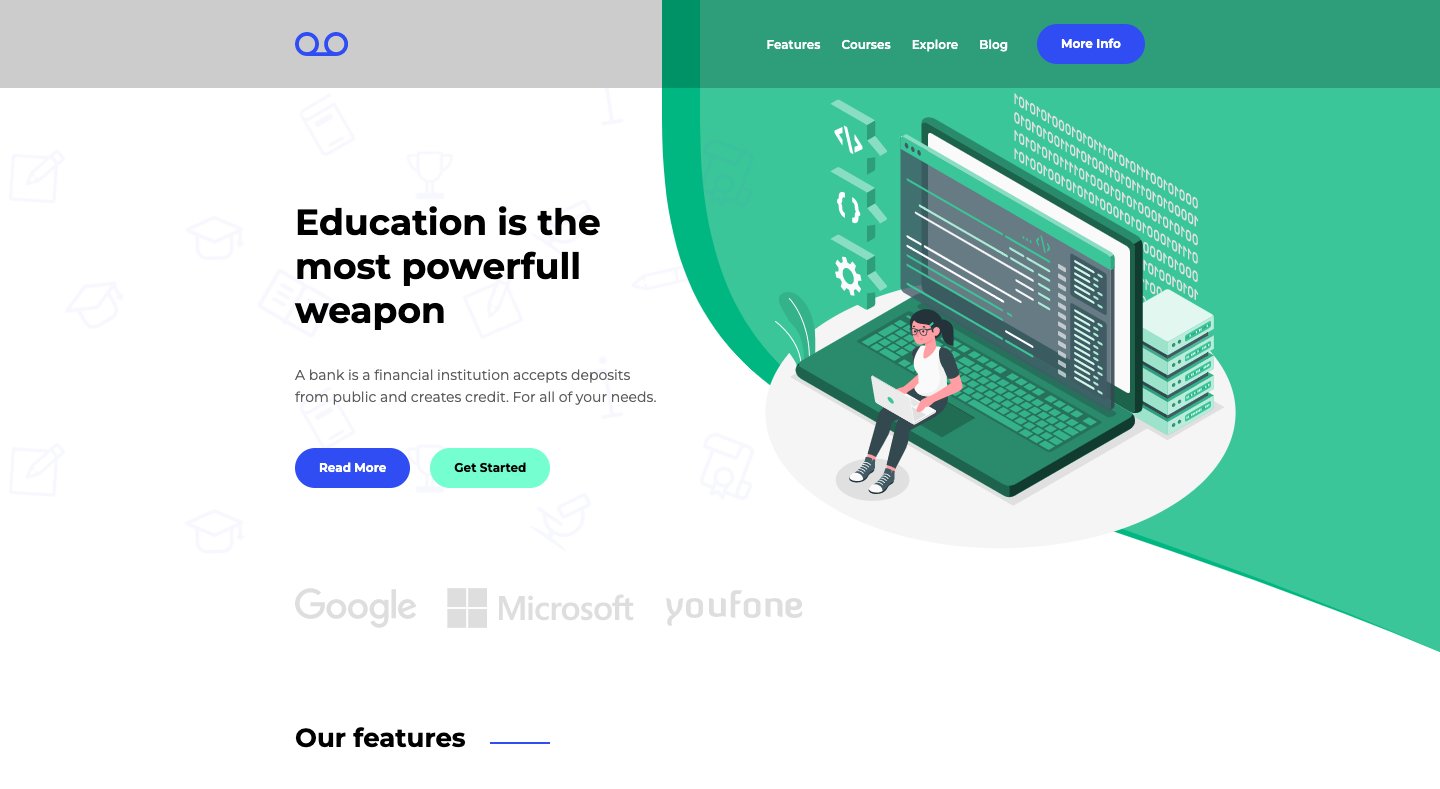 Features Courses Explore Blog More Info
Education is the
most powerfull
weapon
A bank is a financial institution accepts deposits
from public and creates credit. For all of your needs.
Read More Get Started
Google Microsoft youfone
Our features